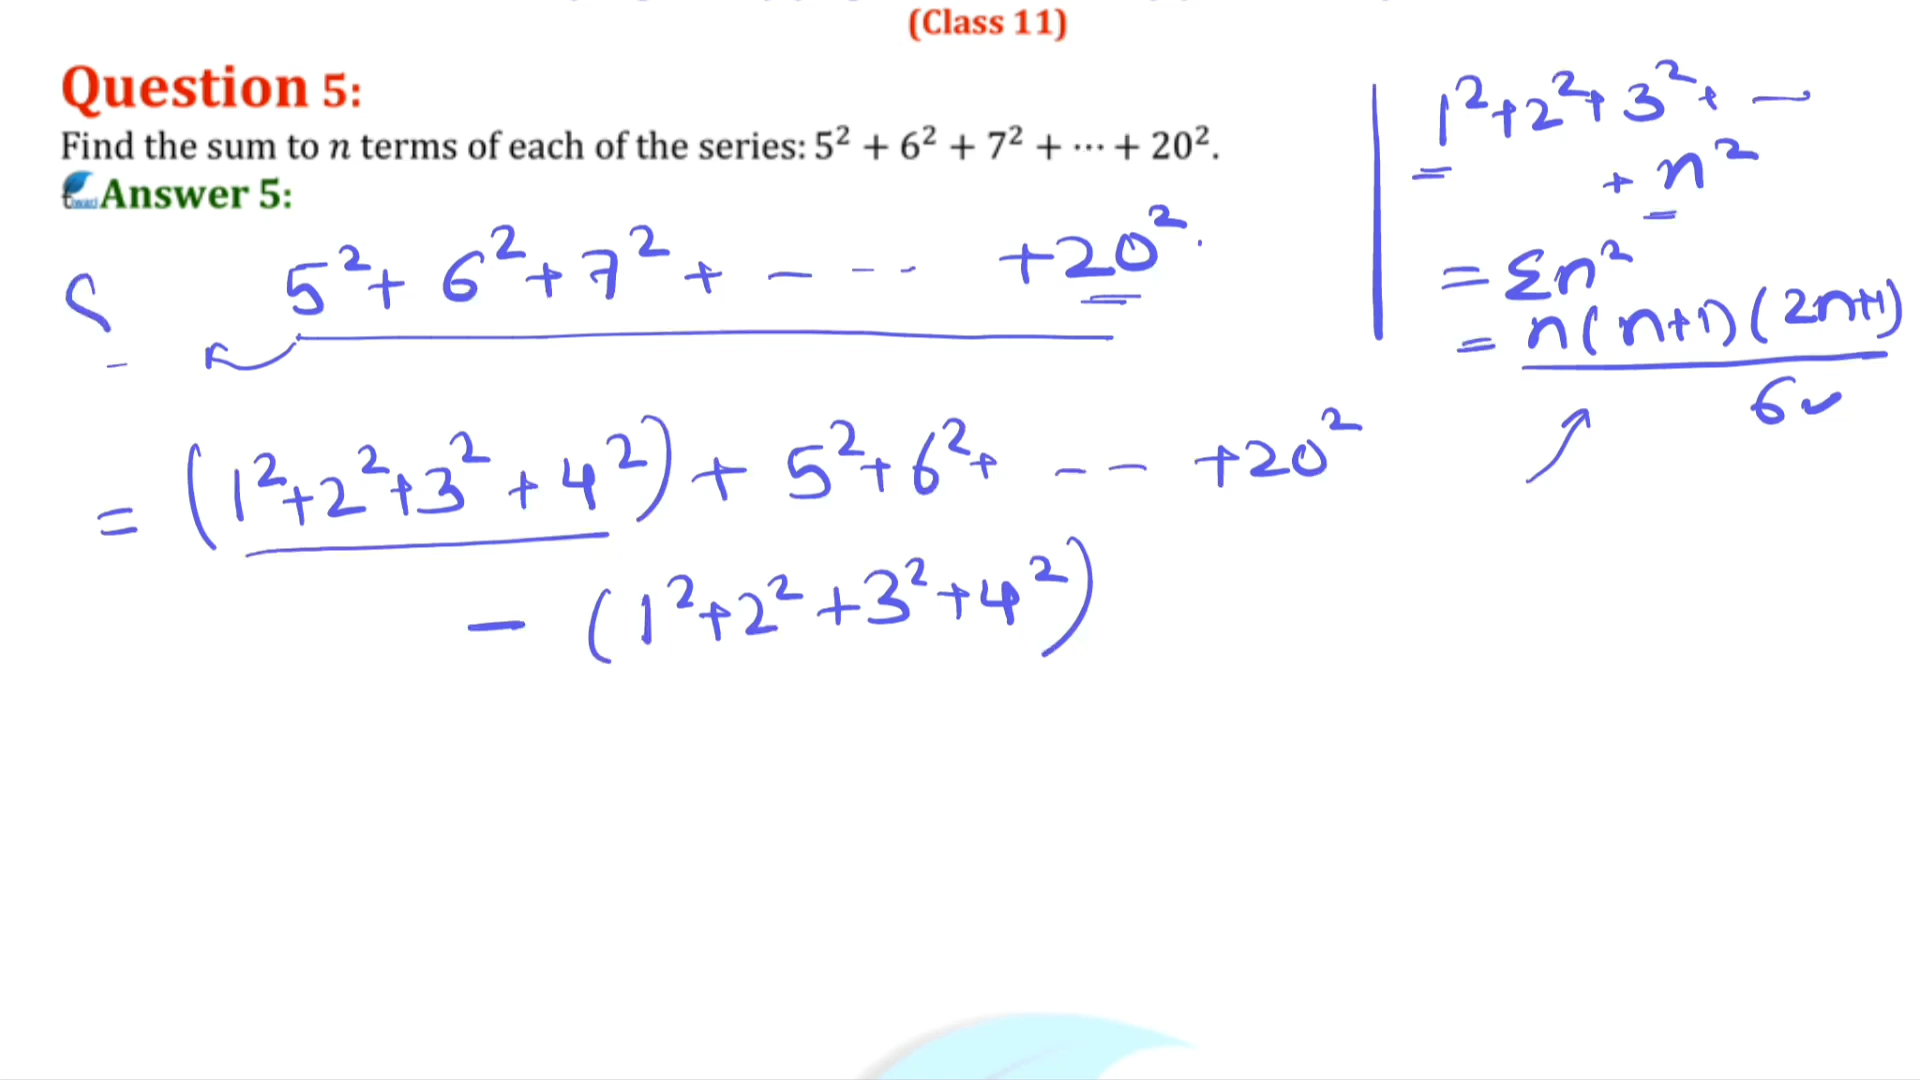 (Class 11)
Question 5:
Find the sum to n terms of each of the series: 5² + 6² + 7² + ⋯ + 20².
Answer 5:
S 5² + 6² + 7² + - - - + 20².
= (1² + 2² + 3² + 4²) + 5² + 6² + - - + 20²
- (1² + 2² + 3² + 4²)
1² + 2² + 3² + -
+ n²
= Σn²
= n(n+1)(2n+1)
6